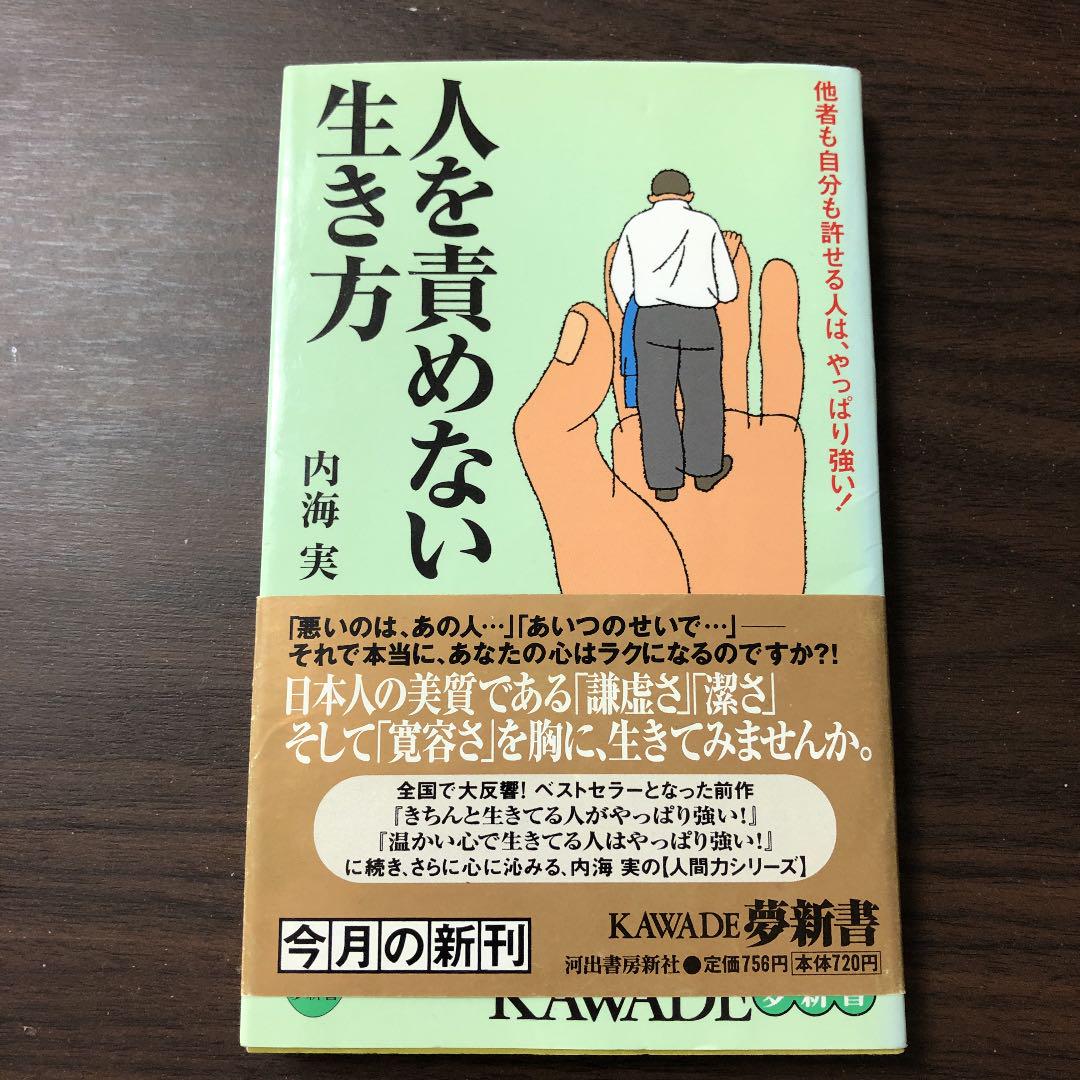 他者も自分も許せる人は、やっぱり強い!
人を責めない
生き方
内海 実
「悪いのは、あの人…」「あいつのせいで…」――
それで本当に、あなたの心はラクになるのですか?!
日本人の美質である「謙虚さ」「潔さ」
そして「寛容さ」を胸に、生きてみませんか。
全国で大反響! ベストセラーとなった前作
『きちんと生きてる人がやっぱり強い!』
『温かい心で生きてる人はやっぱり強い!』
に続き、さらに心に沁みる、内海 実の【人間力シリーズ】
今月の新刊
KAWADE夢新書
河出書房新社●定価756円 本体720円
KAWADE夢新書